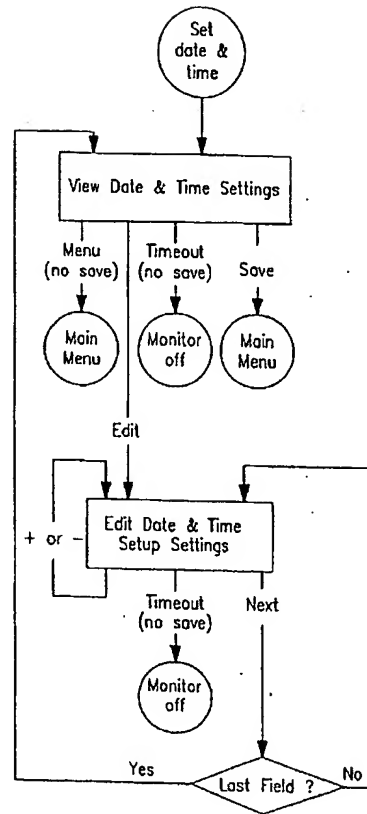 Set
date &
time
View Date & Time Settings
Menu
(no save)
Timeout
(no save)
Save
Main
Menu
Monitor
off
Main
Menu
Edit
+ or -
Edit Date & Time
Setup Settings
Timeout
(no save)
Next
Monitor
off
Yes
Last Field ?
No